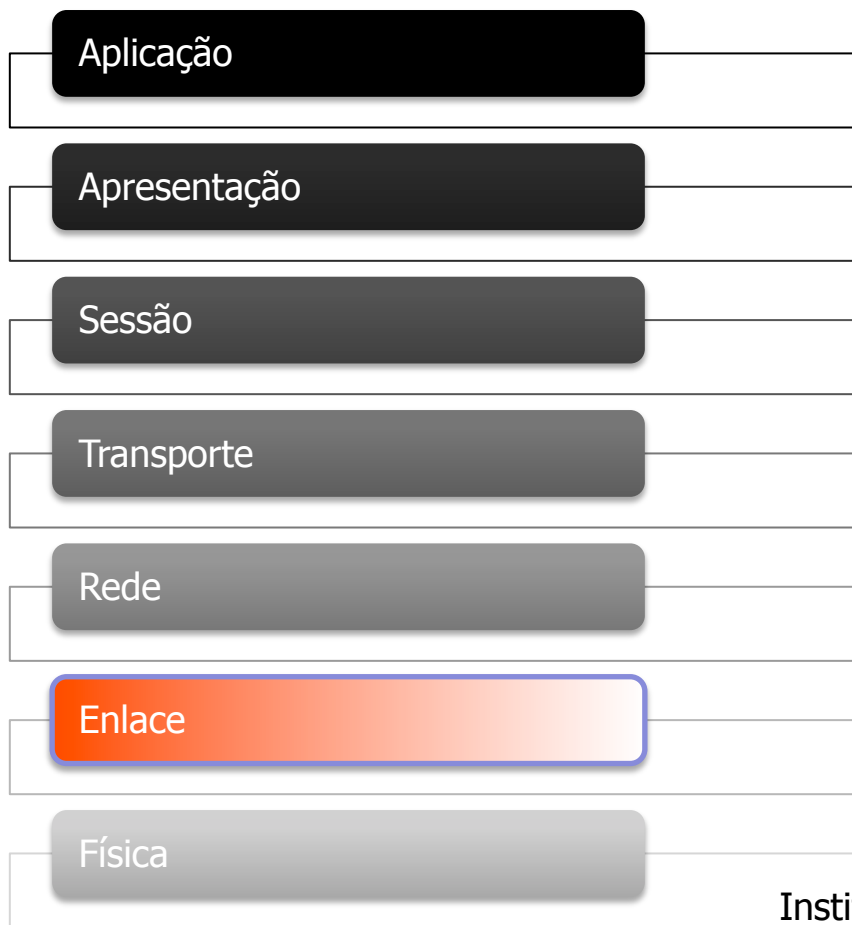 Aplicação
Apresentação
Sessão
Transporte
Rede
Enlace
Física
Insti